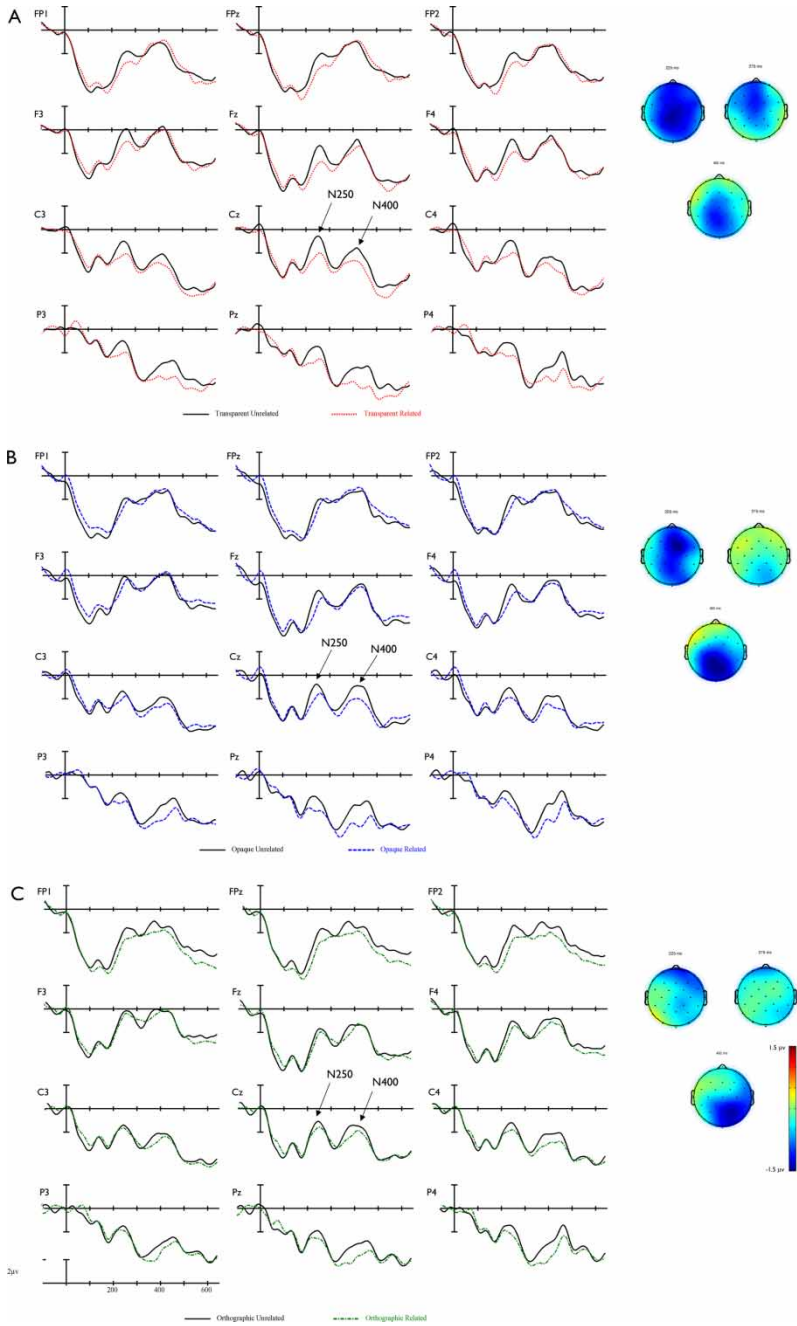 A
FP1 FPz FP2
F3 Fz F4
N250 N400
C3 Cz C4
P3 Pz P4
Transparent Unrelated Transparent Related
B
FP1 FPz FP2
F3 Fz F4
N250 N400
C3 Cz C4
P3 Pz P4
Opaque Unrelated Opaque Related
C
FP1 FPz FP2
F3 Fz F4
1.5 µv
N250 N400
C3 Cz C4
-1.5 µv
P3 Pz P4
2µv
200 400 600
Orthographic Unrelated Orthographic Related